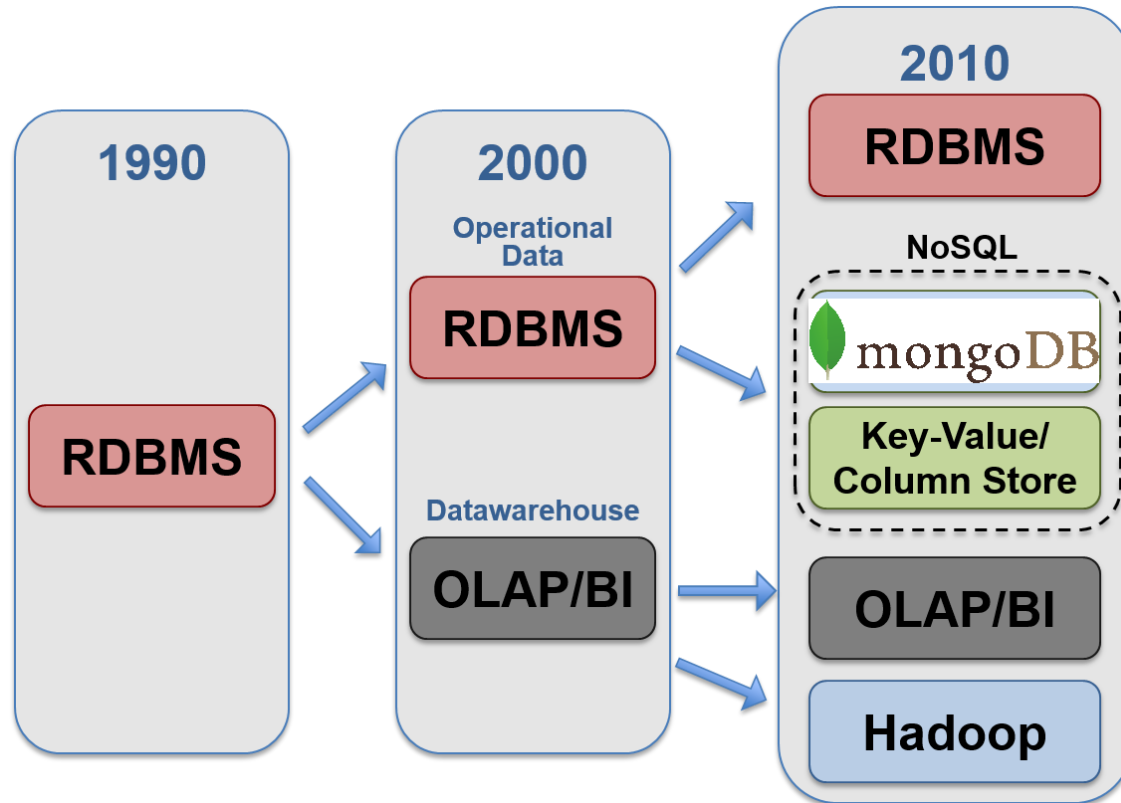 1990
RDBMS
2000
Operational
Data
RDBMS
Datawarehouse
OLAP/BI
2010
RDBMS
NoSQL
mongoDB
Key-Value/
Column Store
OLAP/BI
Hadoop